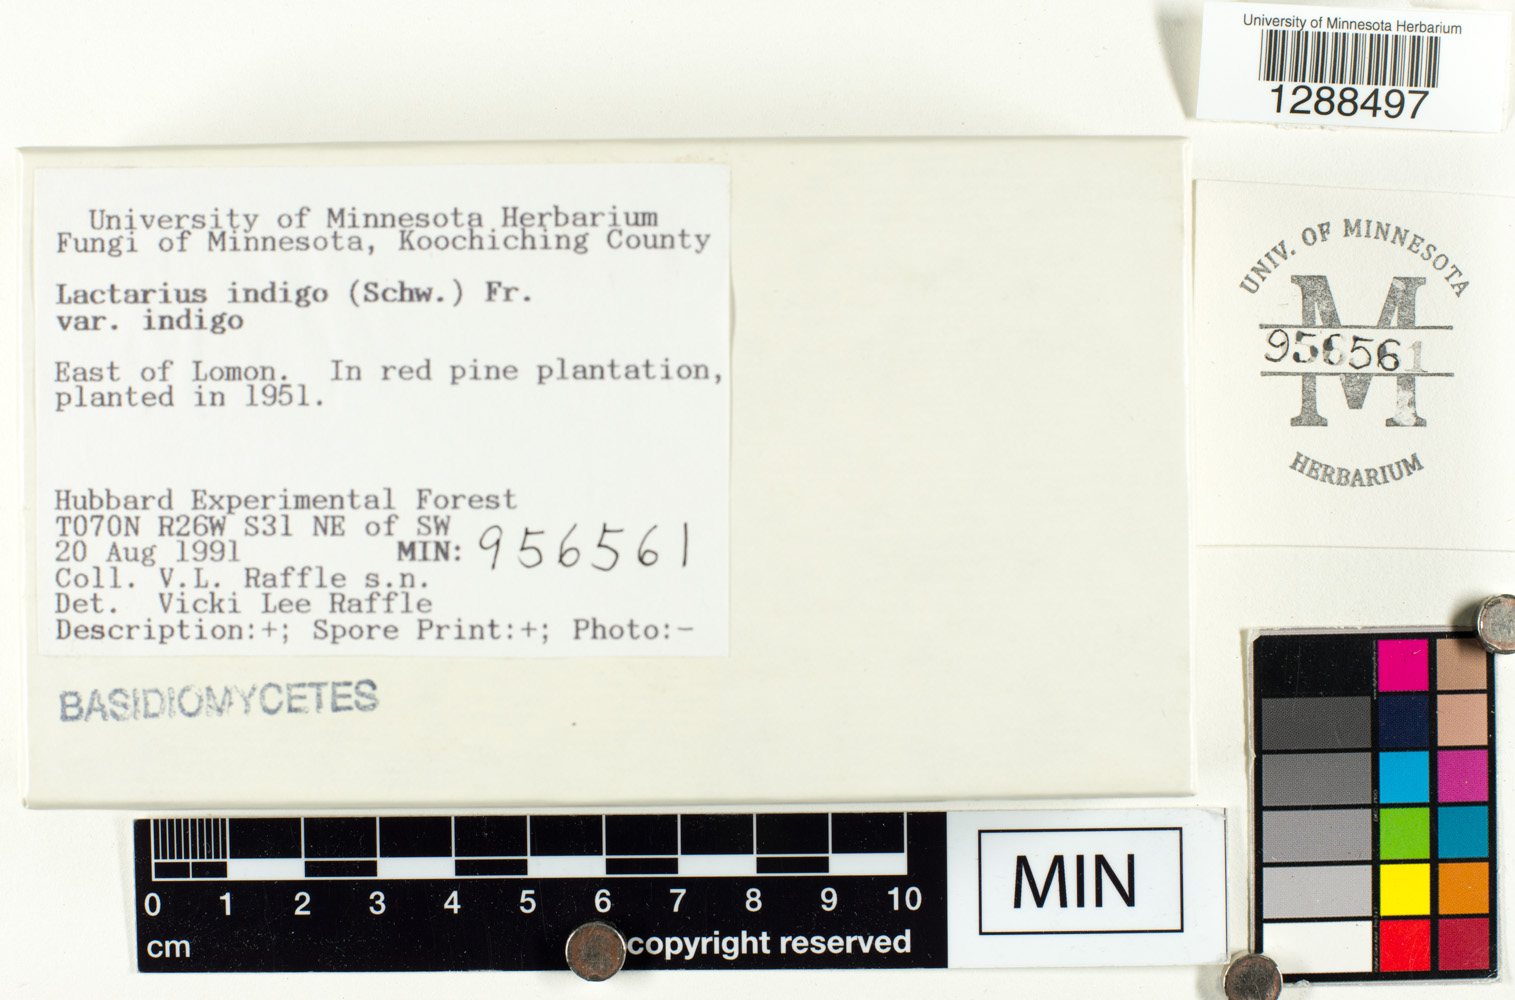 University of Minnesota Herbarium
1288497
University of Minnesota Herbarium
Fungi of Minnesota, Koochiching County
Lactarius indigo (Schw.) Fr.
var. indigo
East of Lomon. In red pine plantation,
planted in 1951.
Hubbard Experimental Forest
T070N R26W S31 NE of SW
20 Aug 1991 MIN: 956561
Coll. V.L. Raffle s.n.
Det. Vicki Lee Raffle
Description:+; Spore Print:+; Photo:-
BASIDIOMYCETES
UNIV. OF MINNESOTA
M
956561
HERBARIUM
0 1 2 3 4 5 6 7 8 9 10
cm
copyright reserved
MIN